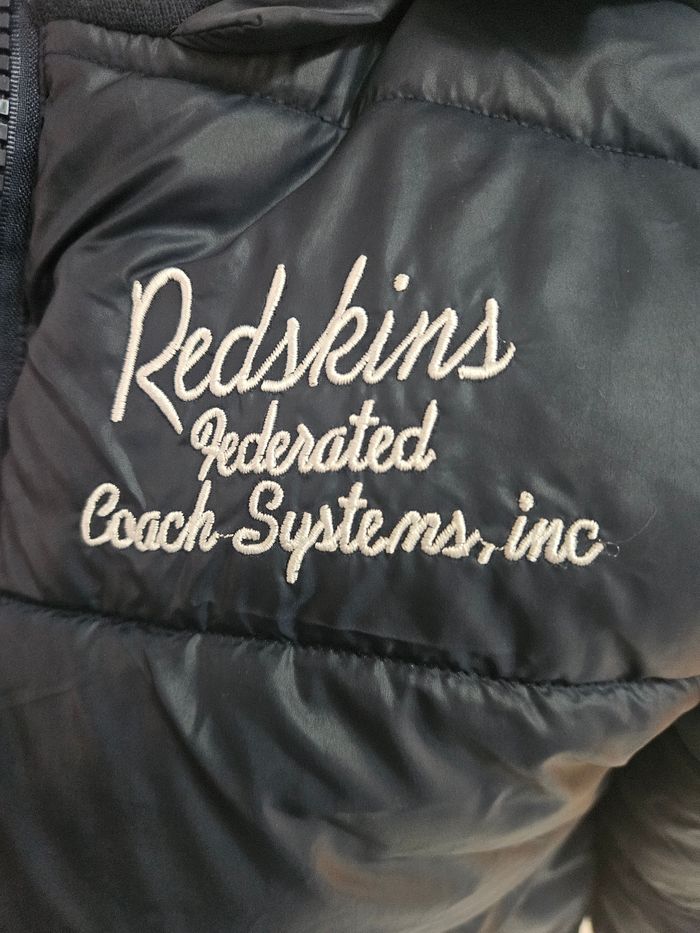 Redskins
Federated
Coach Systems, inc